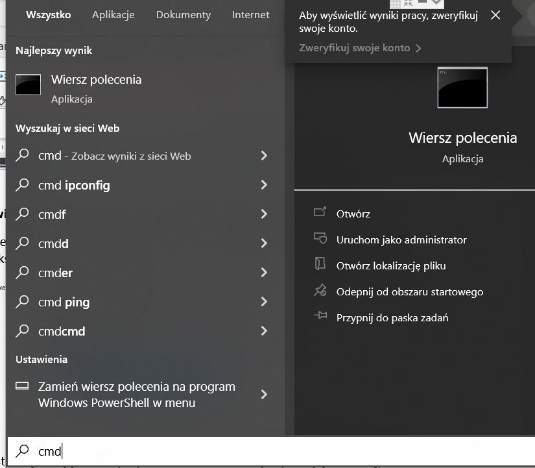 Wszystko Aplikacje Dokumenty Internet
Aby wyświetlić wyniki pracy, zweryfikuj
swoje konto.
Zweryfikuj swoje konto
Najlepszy wynik
Wiersz polecenia
Aplikacja
Wyszukaj w sieci Web
cmd - Zobacz wyniki z sieci Web
cmd ipconfig
cmdf
cmdd
cmder
cmd ping
cmdcmd
Ustawienia
Zamień wiersz polecenia na program
Windows PowerShell w menu
cmd
Wiersz polecenia
Aplikacja
Otwórz
Uruchom jako administrator
Otwórz lokalizację pliku
Odepnij od obszaru startowego
Przypnij do paska zadań